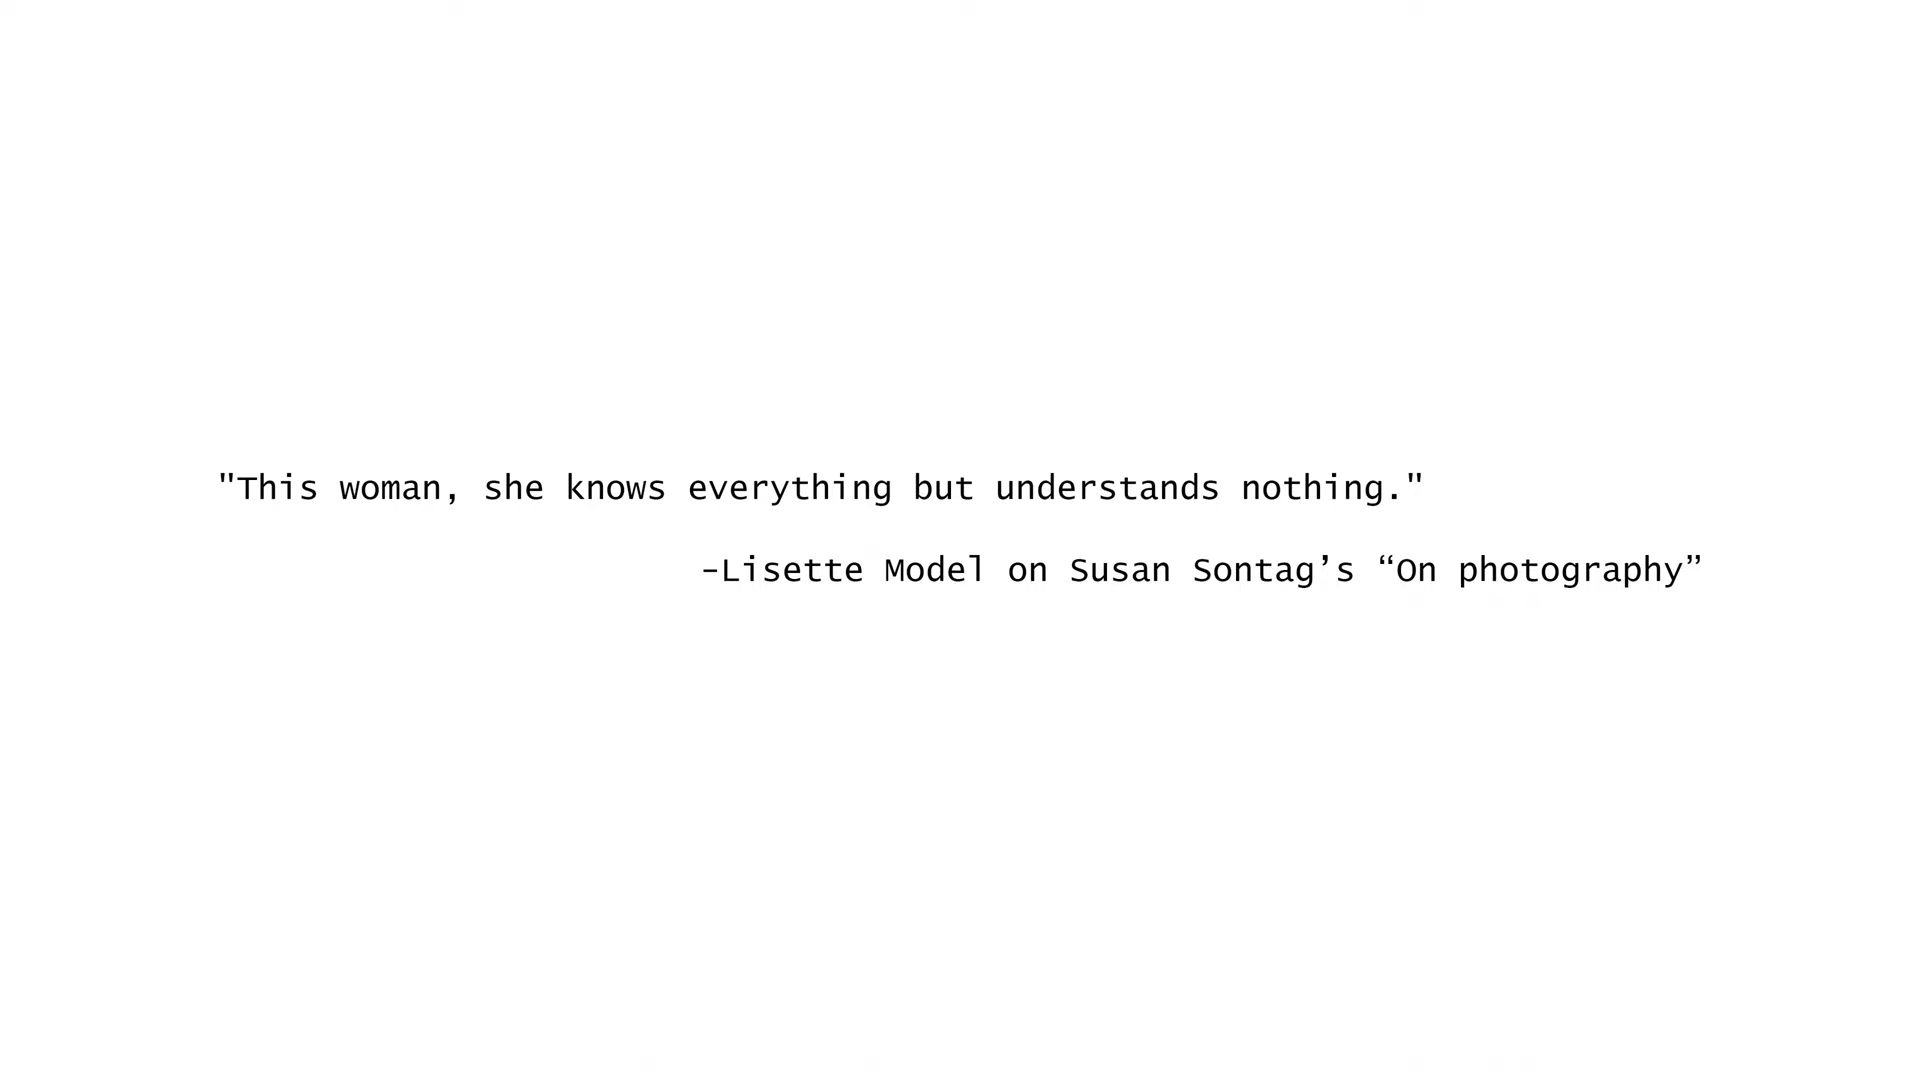 "This woman, she knows everything but understands nothing."
–Lisette Model on Susan Sontag’s “On photography”